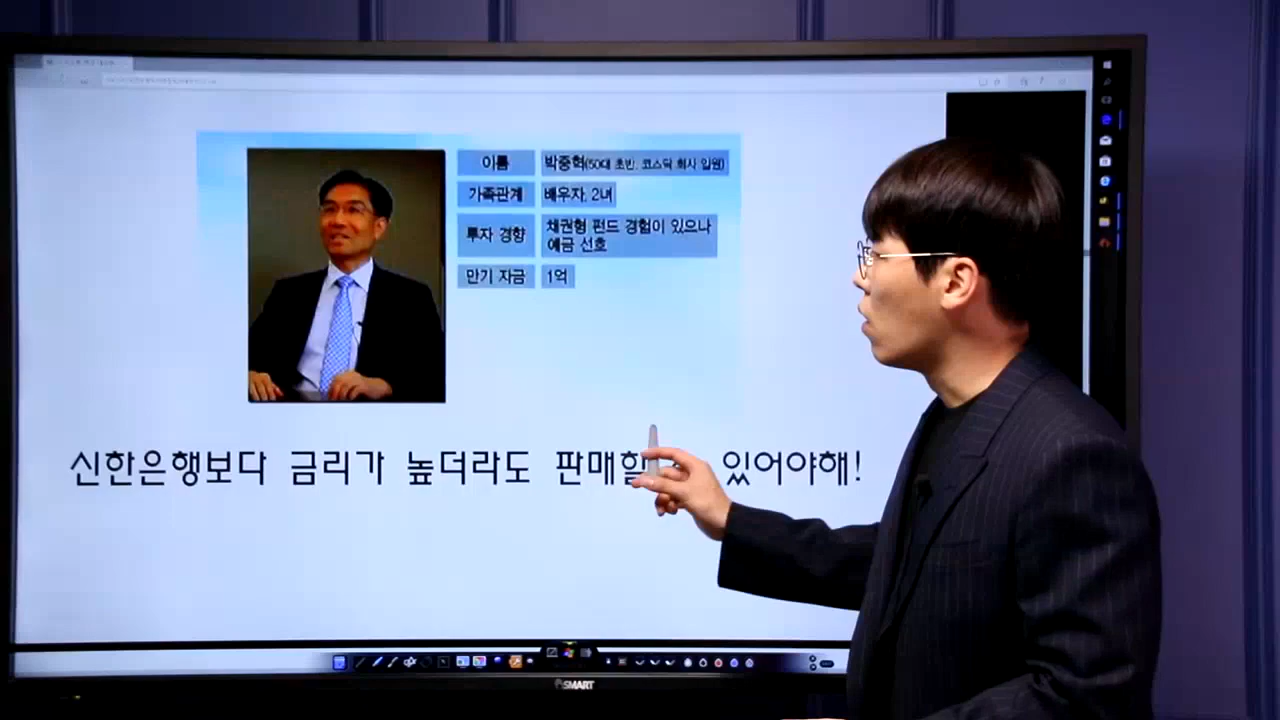 이름 박중혁(50대 초반, 코스닥 회사 임원)
가족관계 배우자, 2녀
투자 경향 채권형 펀드 경험이 있으나
예금 선호
만기 자금 1억
신한은행보다 금리가 높더라도 판매할 있어야해!
SMART